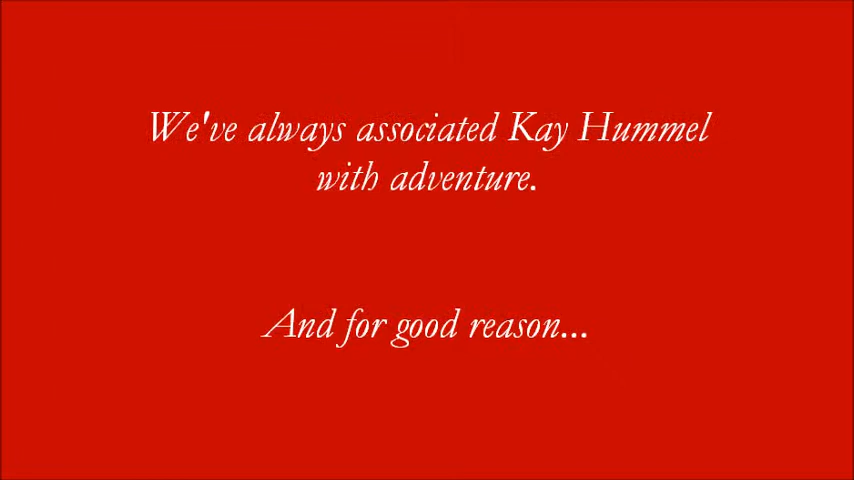 We've always associated Kay Hummel
with adventure.
And for good reason...